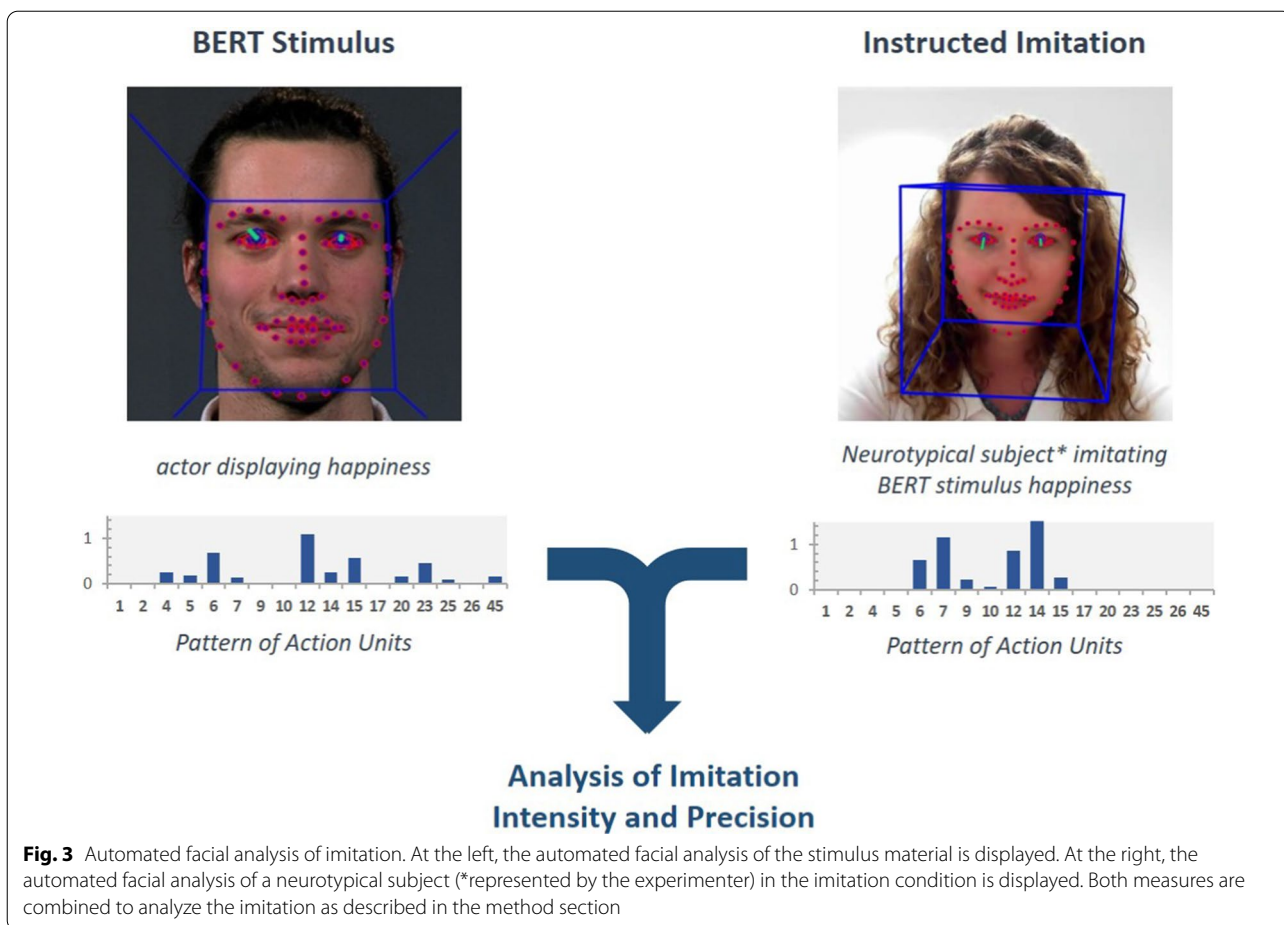 BERT Stimulus
Instructed Imitation
actor displaying happiness
Neurotypical subject* imitating
BERT stimulus happiness
1
0
1 2 4 5 6 7 9 10 12 14 15 17 20 23 25 26 45
Pattern of Action Units
1
0
1 2 4 5 6 7 9 10 12 14 15 17 20 23 25 26 45
Pattern of Action Units
Analysis of Imitation
Intensity and Precision
Fig. 3 Automated facial analysis of imitation. At the left, the automated facial analysis of the stimulus material is displayed. At the right, the
automated facial analysis of a neurotypical subject (*represented by the experimenter) in the imitation condition is displayed. Both measures are
combined to analyze the imitation as described in the method section